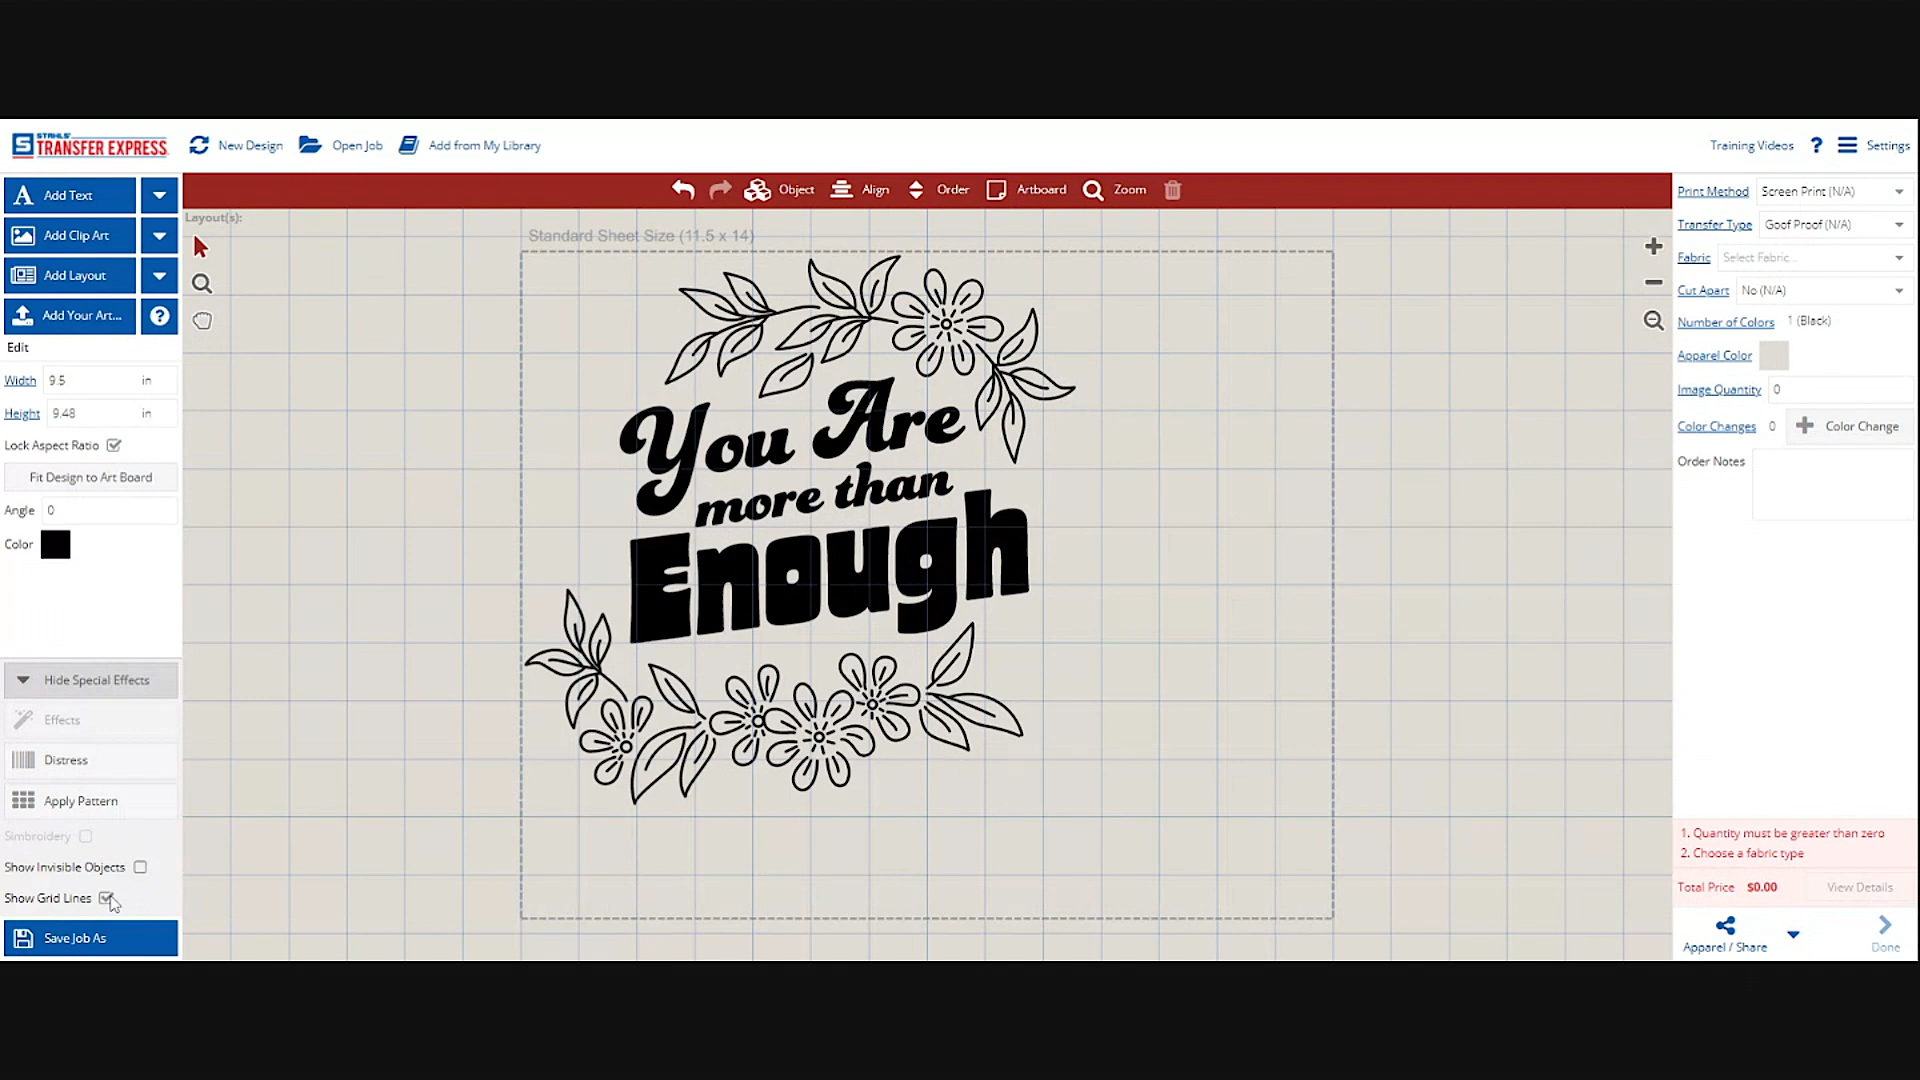 STAHLS'
TRANSFER EXPRESS.
New Design
Open Job
Add from My Library
Training Videos
?
Settings
Add Text
Add Clip Art
Add Layout
Add Your Art...
?
Object
Align
Order
Artboard
Zoom
Layout(s):
Standard Sheet Size (11.5 x 14)
You Are
more than
Enough
Edit
Width 9.5 in
Height 9.48 in
Lock Aspect Ratio
Fit Design to Art Board
Angle 0
Color
Hide Special Effects
Effects
Distress
Apply Pattern
Simbroidery
Show Invisible Objects
Show Grid Lines
Save Job As
Print Method Screen Print (N/A)
Transfer Type Goof Proof (N/A)
Fabric Select Fabric...
Cut Apart No (N/A)
Number of Colors 1 (Black)
Apparel Color
Image Quantity 0
Color Changes 0 Color Change
Order Notes
1. Quantity must be greater than zero
2. Choose a fabric type
Total Price $0.00 View Details
Apparel / Share
Done